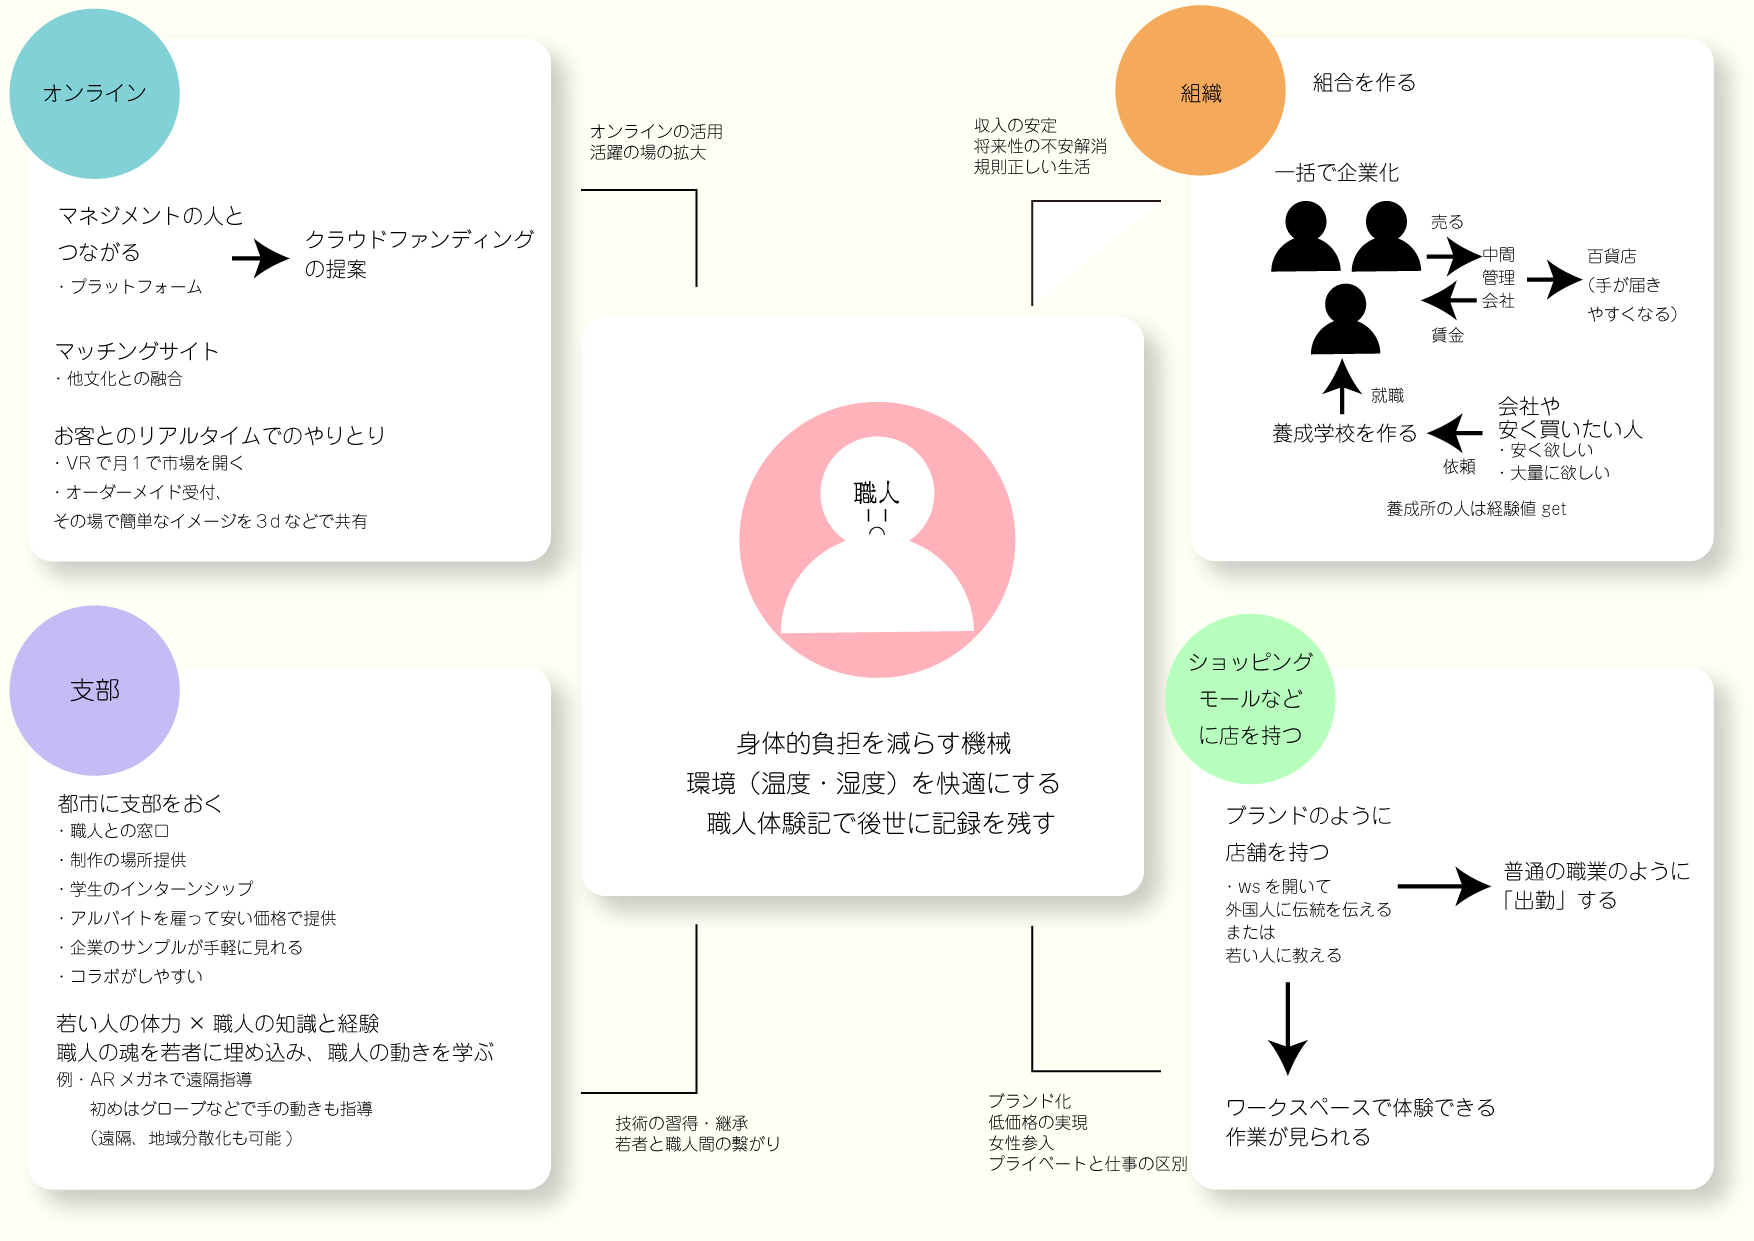 オンライン
マネジメントの人と
つながる
・プラットフォーム
クラウドファンディング
の提案
マッチングサイト
・他文化との融合
お客とのリアルタイムでのやりとり
・VRで月1で市場を開く
・オーダーメイド受付、
その場で簡単なイメージを3dなどで共有
オンラインの活用
活躍の場の拡大
収入の安定
将来性の不安解消
規則正しい生活
組織
組合を作る
一括で企業化
売る
中間
管理
会社
賃金
百貨店
（手が届き
やすくなる）
就職
養成学校を作る
会社や
安く買いたい人
・安く欲しい
・大量に欲しい
依頼
養成所の人は経験値 get
職人
身体的負担を減らす機械
環境（温度・湿度）を快適にする
職人体験記で後世に記録を残す
支部
都市に支部をおく
・職人との窓口
・制作の場所提供
・学生のインターンシップ
・アルバイトを雇って安い価格で提供
・企業のサンプルが手軽に見れる
・コラボがしやすい
若い人の体力 × 職人の知識と経験
職人の魂を若者に埋め込み、職人の動きを学ぶ
例・AR メガネで遠隔指導
初めはグローブなどで手の動きも指導
（遠隔、地域分散化も可能）
技術の習得・継承
若者と職人間の繋がり
ブランド化
低価格の実現
女性参入
プライベートと仕事の区別
ショッピング
モールなど
に店を持つ
ブランドのように
店舗を持つ
・ws を開いて
外国人に伝統を伝える
または
若い人に教える
普通の職業のように
「出勤」する
ワークスペースで体験できる
作業が見られる